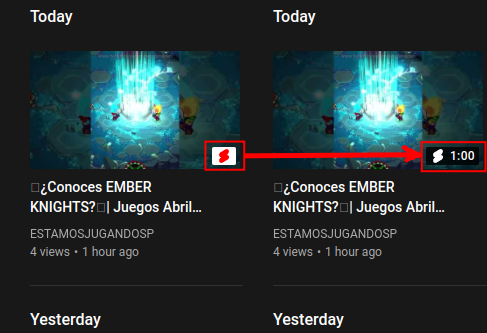 Today
¿Conoces EMBER
KNIGHTS?| Juegos Abril...
ESTAMOSJUGANDOSP
4 views • 1 hour ago
Yesterday
Today
1:00
¿Conoces EMBER
KNIGHTS?| Juegos Abril...
ESTAMOSJUGANDOSP
4 views • 1 hour ago
Yesterday